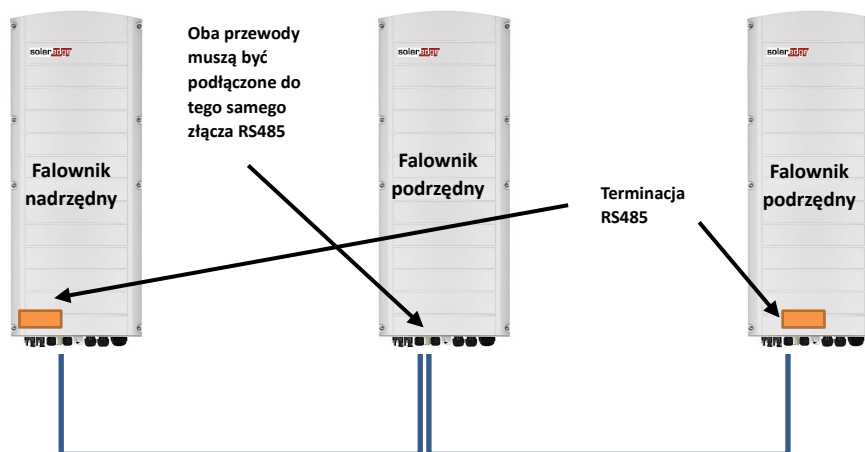 solaredge
Oba przewody
muszą być
podłączone do
tego samego
złącza RS485
solaredge
solaredge
Falownik
nadrzędny
Falownik
podrzędny
Terminacja
RS485
Falownik
podrzędny